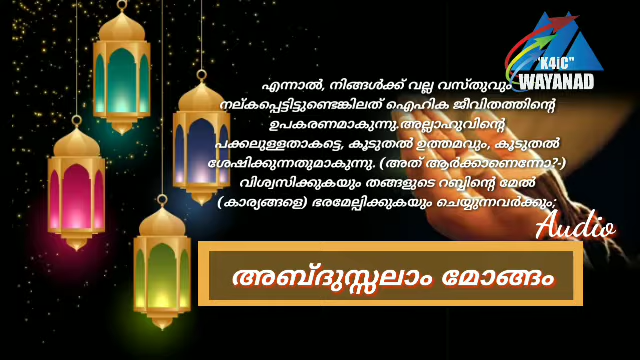 "K4IC"
WAYANAD
എന്നാൽ, നിങ്ങൾക്ക് വല്ല വസ്തുവും
നല്കപ്പെട്ടിട്ടുണ്ടെങ്കിലത് ഐഹിക ജീവിതത്തിന്റെ
ഉപകരണമാകുന്നു.അല്ലാഹുവിന്റെ
പക്കലുള്ളതാകട്ടെ, കൂടുതൽ ഉത്തമവും, കൂടുതൽ
ശേഷിക്കുന്നതുമാകുന്നു. (അത് ആർക്കാണെന്നോ?-)
വിശ്വസിക്കുകയും തങ്ങളുടെ റബ്ബിന്റെ മേൽ
(കാര്യങ്ങളെ) ഭരമേല്പിക്കുകയും ചെയ്യുന്നവർക്കും;
Audio
അബ്ദുസ്സലാം മോങ്ങം